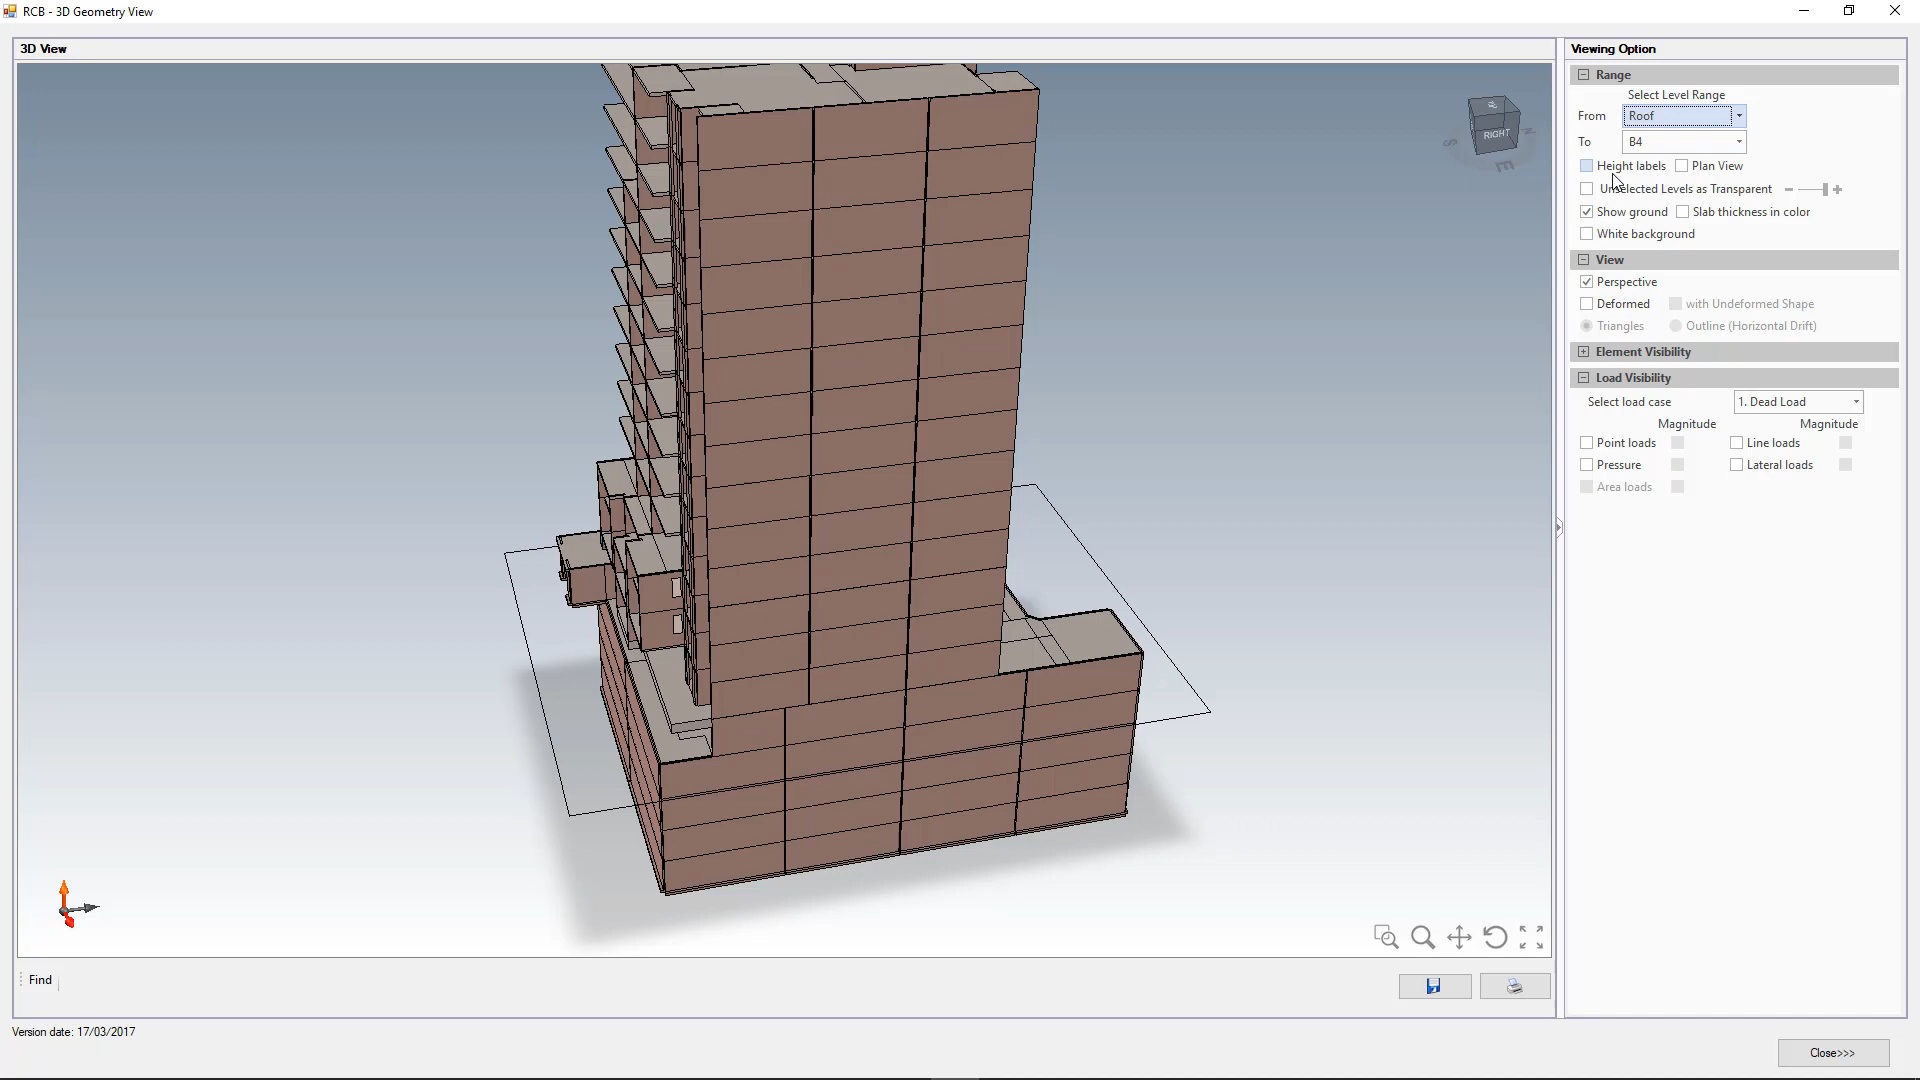 RCB - 3D Geometry View
3D View
Viewing Option
Range
Select Level Range
From Roof
To B4
Height labels Plan View
Unselected Levels as Transparent
Show ground Slab thickness in color
White background
View
Perspective
Deformed with Undeformed Shape
Triangles Outline (Horizontal Drift)
Element Visibility
Load Visibility
Select load case 1. Dead Load
Magnitude Magnitude
Point loads Line loads
Pressure Lateral loads
Area loads
RIGHT
S
E
Find
Version date: 17/03/2017
Close>>>